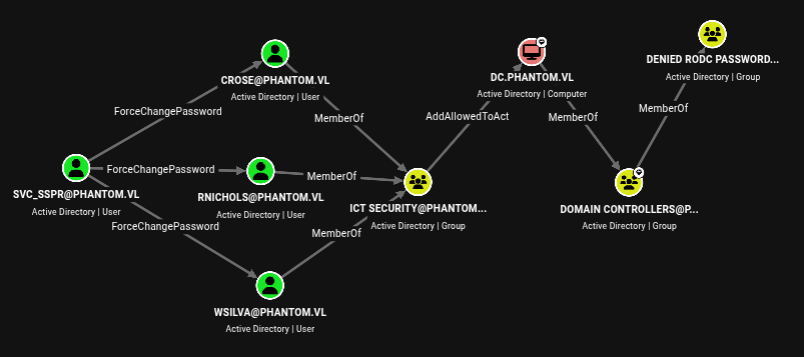 DENIED RODC PASSWORD...
Active Directory | Group
CROSE@PHANTOM.VL
Active Directory | User
DC.PHANTOM.VL
Active Directory | Computer
ForceChangePassword
MemberOf
AddAllowedToAct
MemberOf
MemberOf
ForceChangePassword
MemberOf
SVC_SSPR@PHANTOM.VL
Active Directory | User
RNICHOLS@PHANTOM.VL
Active Directory | User
ICT SECURITY@PHANTOM...
Active Directory | Group
DOMAIN CONTROLLERS@P...
Active Directory | Group
ForceChangePassword
MemberOf
WSILVA@PHANTOM.VL
Active Directory | User